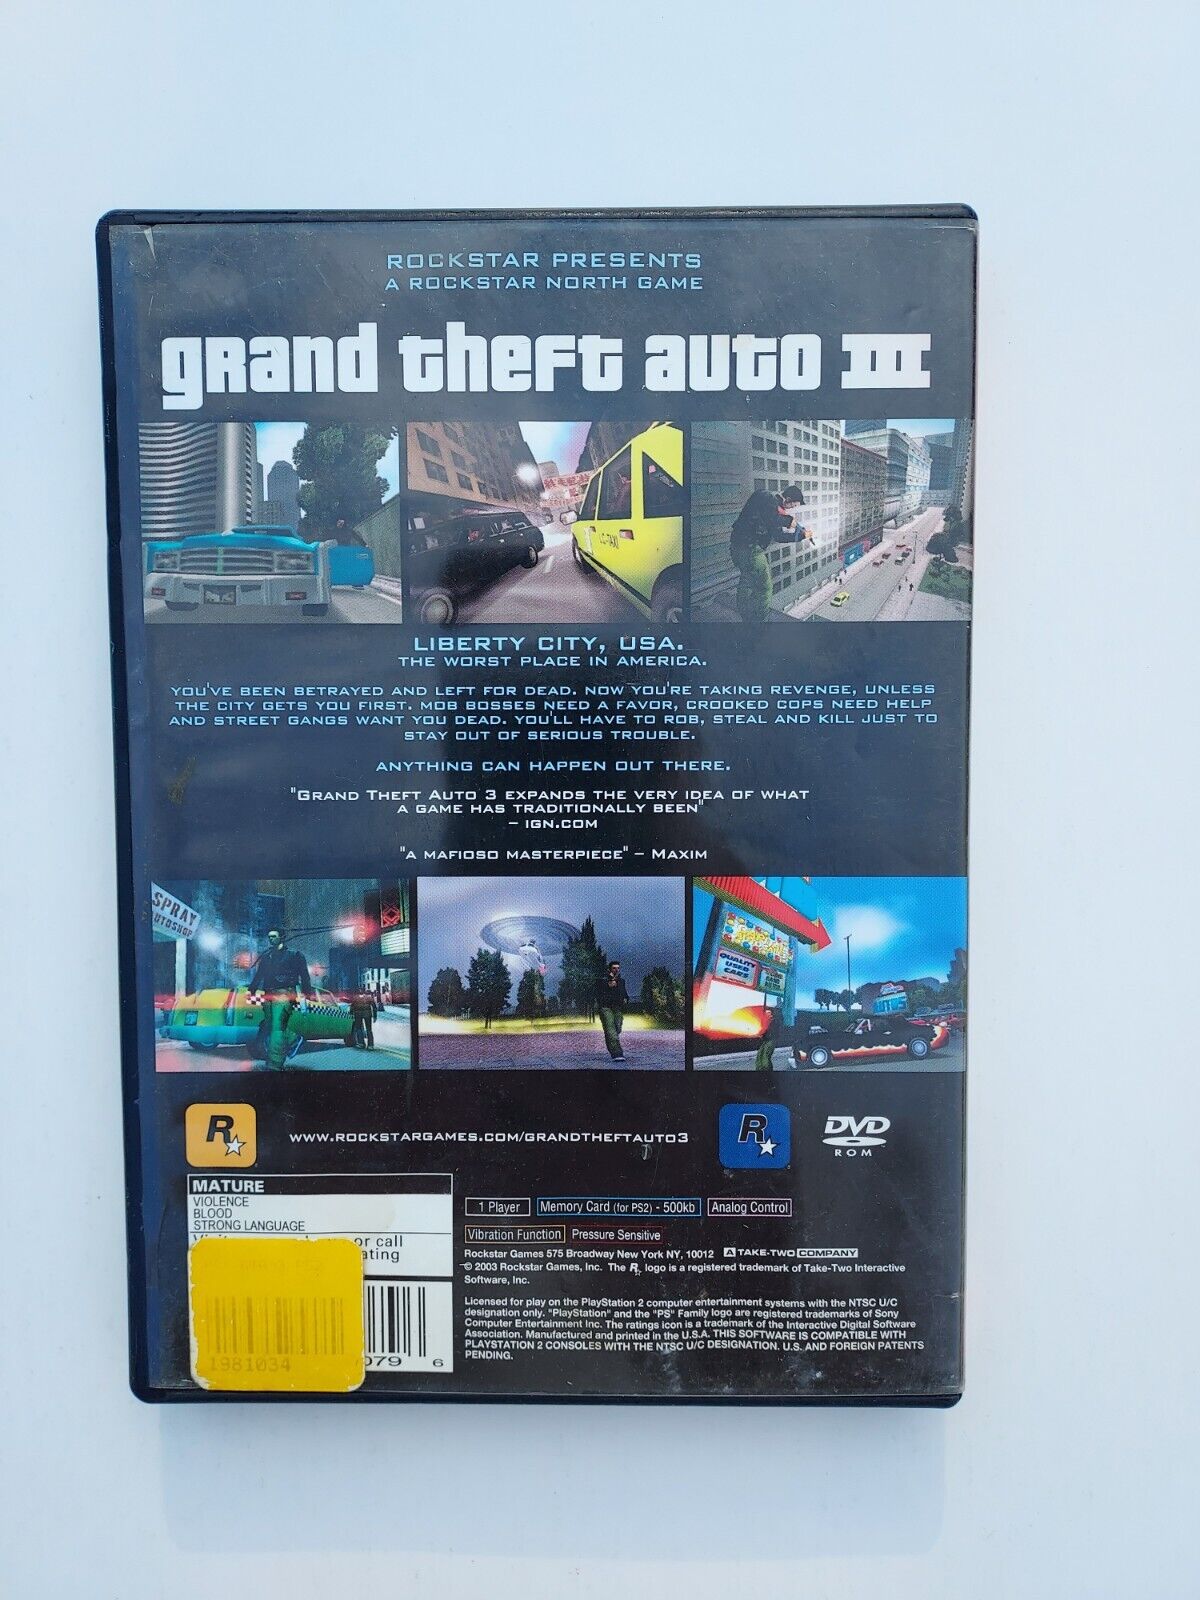 ROCKSTAR PRESENTS
A ROCKSTAR NORTH GAME
grand theft auto III
LC-TAXI
LIBERTY CITY, USA.
THE WORST PLACE IN AMERICA.
YOU'VE BEEN BETRAYED AND LEFT FOR DEAD. NOW YOU'RE TAKING REVENGE, UNLESS
THE CITY GETS YOU FIRST. MOB BOSSES NEED A FAVOR, CROOKED COPS NEED HELP
AND STREET GANGS WANT YOU DEAD. YOU'LL HAVE TO ROB, STEAL AND KILL JUST TO
STAY OUT OF SERIOUS TROUBLE.
ANYTHING CAN HAPPEN OUT THERE.
"GRAND THEFT AUTO 3 EXPANDS THE VERY IDEA OF WHAT
A GAME HAS TRADITIONALLY BEEN"
– IGN.COM
"A MAFIOSO MASTERPIECE" – MAXIM
SPRAY
AUTOSHOP
QUALITY
USED
CARS
R
WWW.ROCKSTARGAMES.COM/GRANDTHEFTAUTO3
R
DVD
ROM
MATURE
VIOLENCE
BLOOD
STRONG LANGUAGE
or call
1981034
079 6
1 Player
Memory Card (for PS2) - 500kb
Analog Control
Vibration Function
Pressure Sensitive
Rockstar Games 575 Broadway New York NY, 10012 A TAKE-TWO COMPANY
© 2003 Rockstar Games, Inc. The R logo is a registered trademark of Take-Two Interactive
Software, Inc.
Licensed for play on the PlayStation 2 computer entertainment systems with the NTSC U/C
designation only. "PlayStation" and the "PS" Family logo are registered trademarks of Sony
Computer Entertainment Inc. The ratings icon is a trademark of the Interactive Digital Software
Association. Manufactured and printed in the U.S.A. THIS SOFTWARE IS COMPATIBLE WITH
PLAYSTATION 2 CONSOLES WITH THE NTSC U/C DESIGNATION. U.S. AND FOREIGN PATENTS
PENDING.